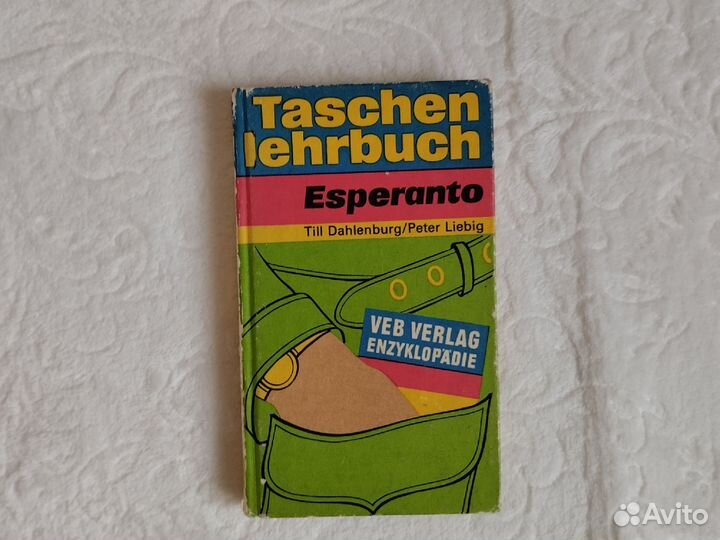 Taschen
lehrbuch
Esperanto
Till Dahlenburg/Peter Liebig
VEB VERLAG
ENZYKLOPÄDIE
Avito